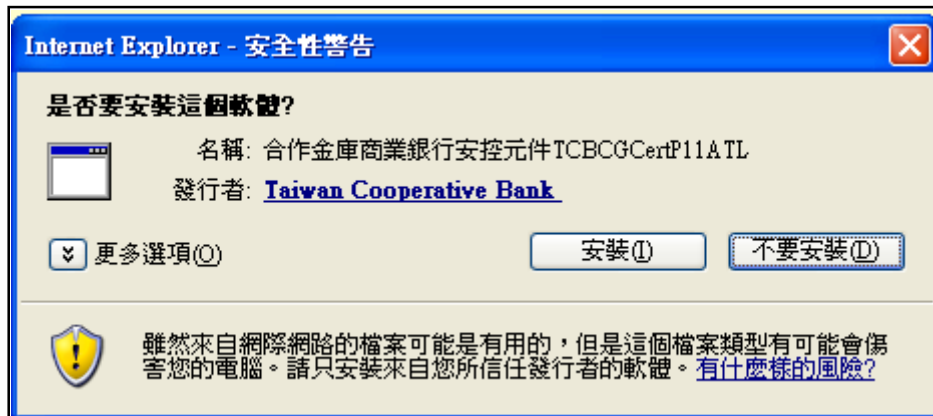 Internet Explorer - 安全性警告
是否要安裝這個軟體?
名稱: 合作金庫商業銀行安控元件TCBCGCertP11ATL
發行者: Taiwan Cooperative Bank
更多選項(O)
安裝(I)
不要安裝(D)
雖然來自網際網路的檔案可能是有用的，但是這個檔案類型有可能會傷
害您的電腦。請只安裝來自您所信任發行者的軟體。有什麼樣的風險?